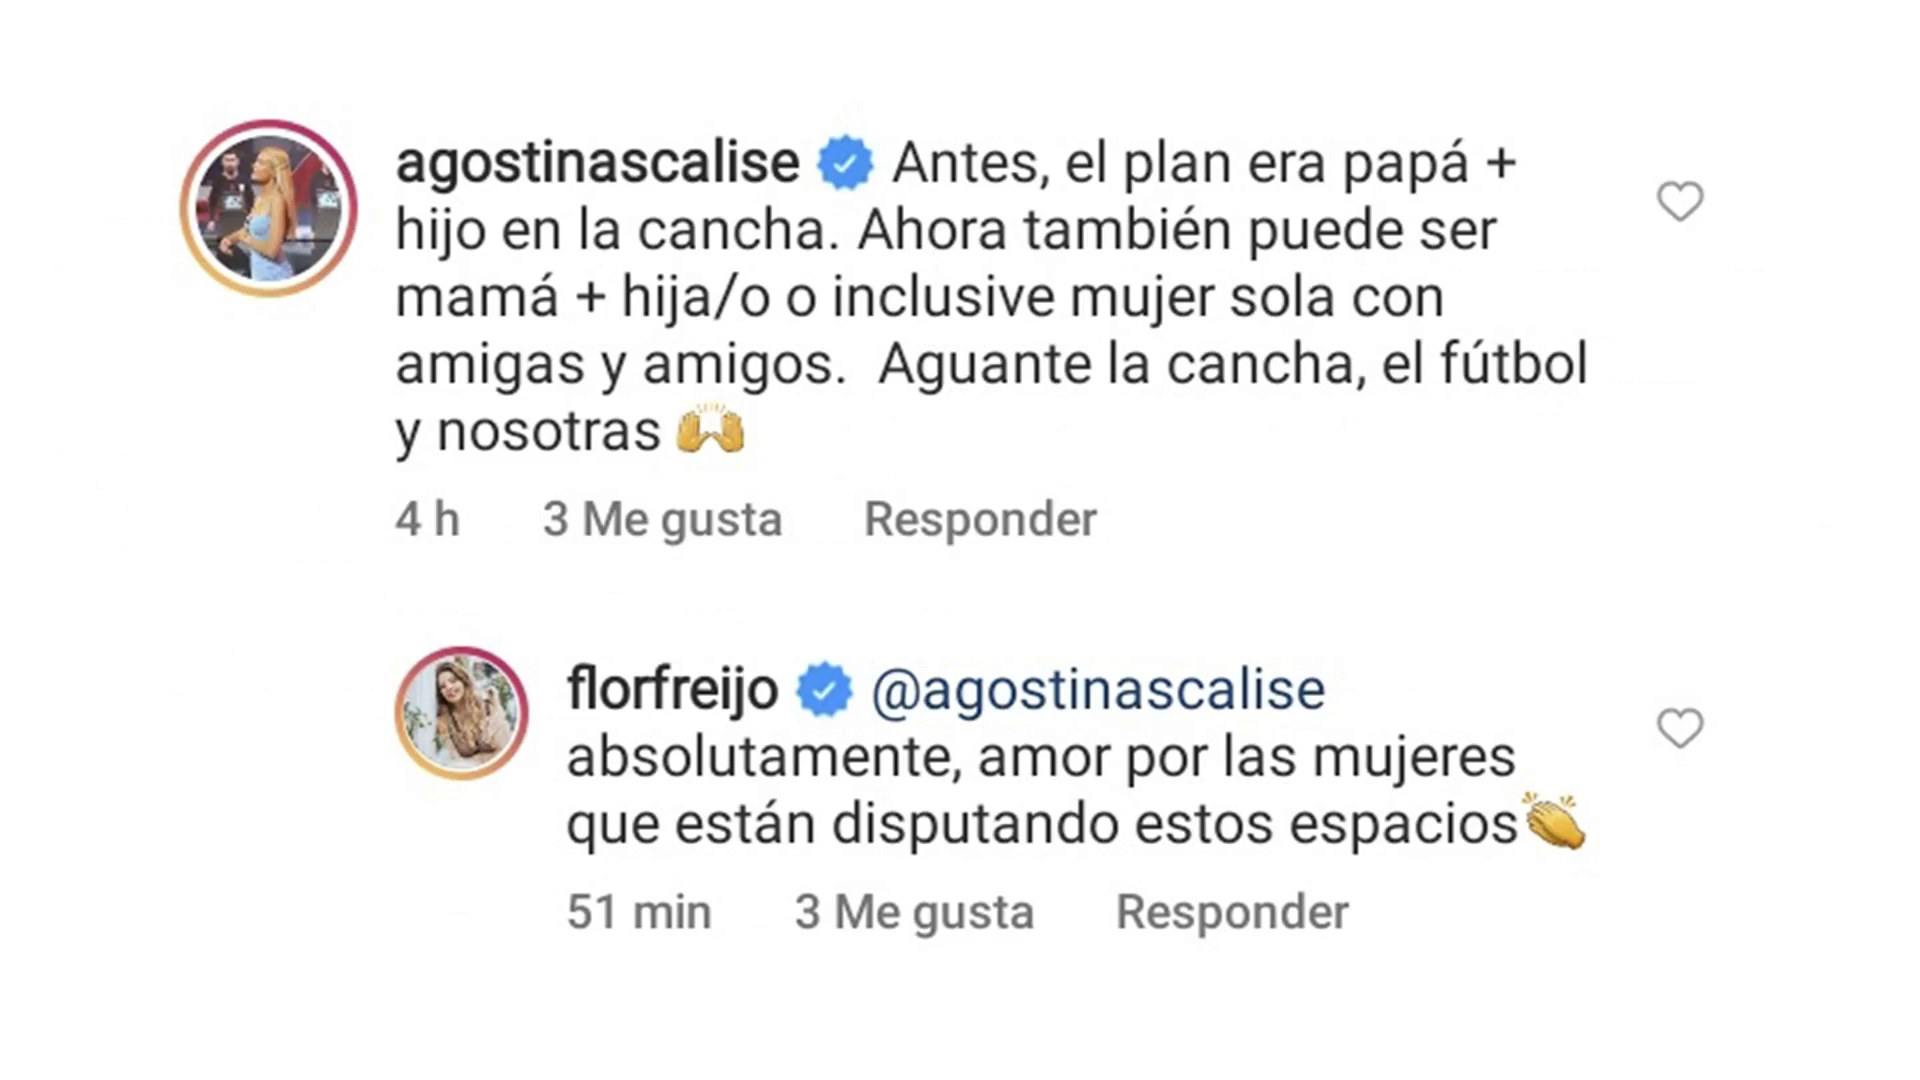 agostinascalise Antes, el plan era papá +
hijo en la cancha. Ahora también puede ser
mamá + hija/o o inclusive mujer sola con
amigas y amigos. Aguante la cancha, el fútbol
y nosotras 🙌
4 h 3 Me gusta Responder
florfreijo @agostinascalise
absolutamente, amor por las mujeres
que están disputando estos espacios👏
51 min 3 Me gusta Responder